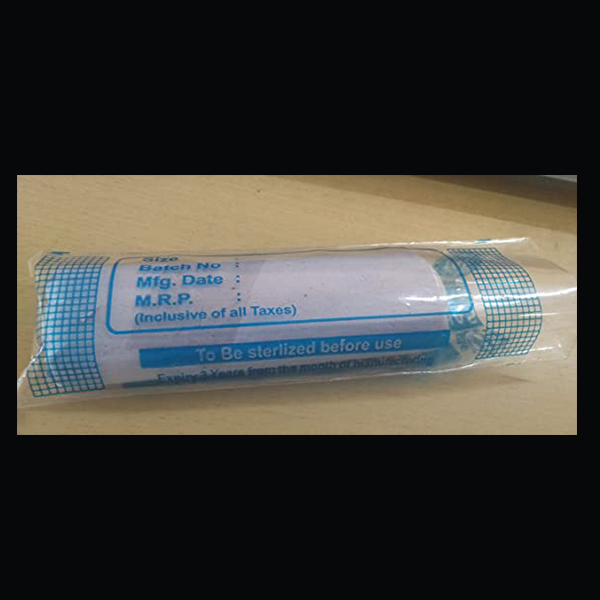 Size :
Batch No :
Mfg. Date :
M.R.P. :
(Inclusive of all Taxes)
To Be sterlized before use
Expiry 3 Years from the month of